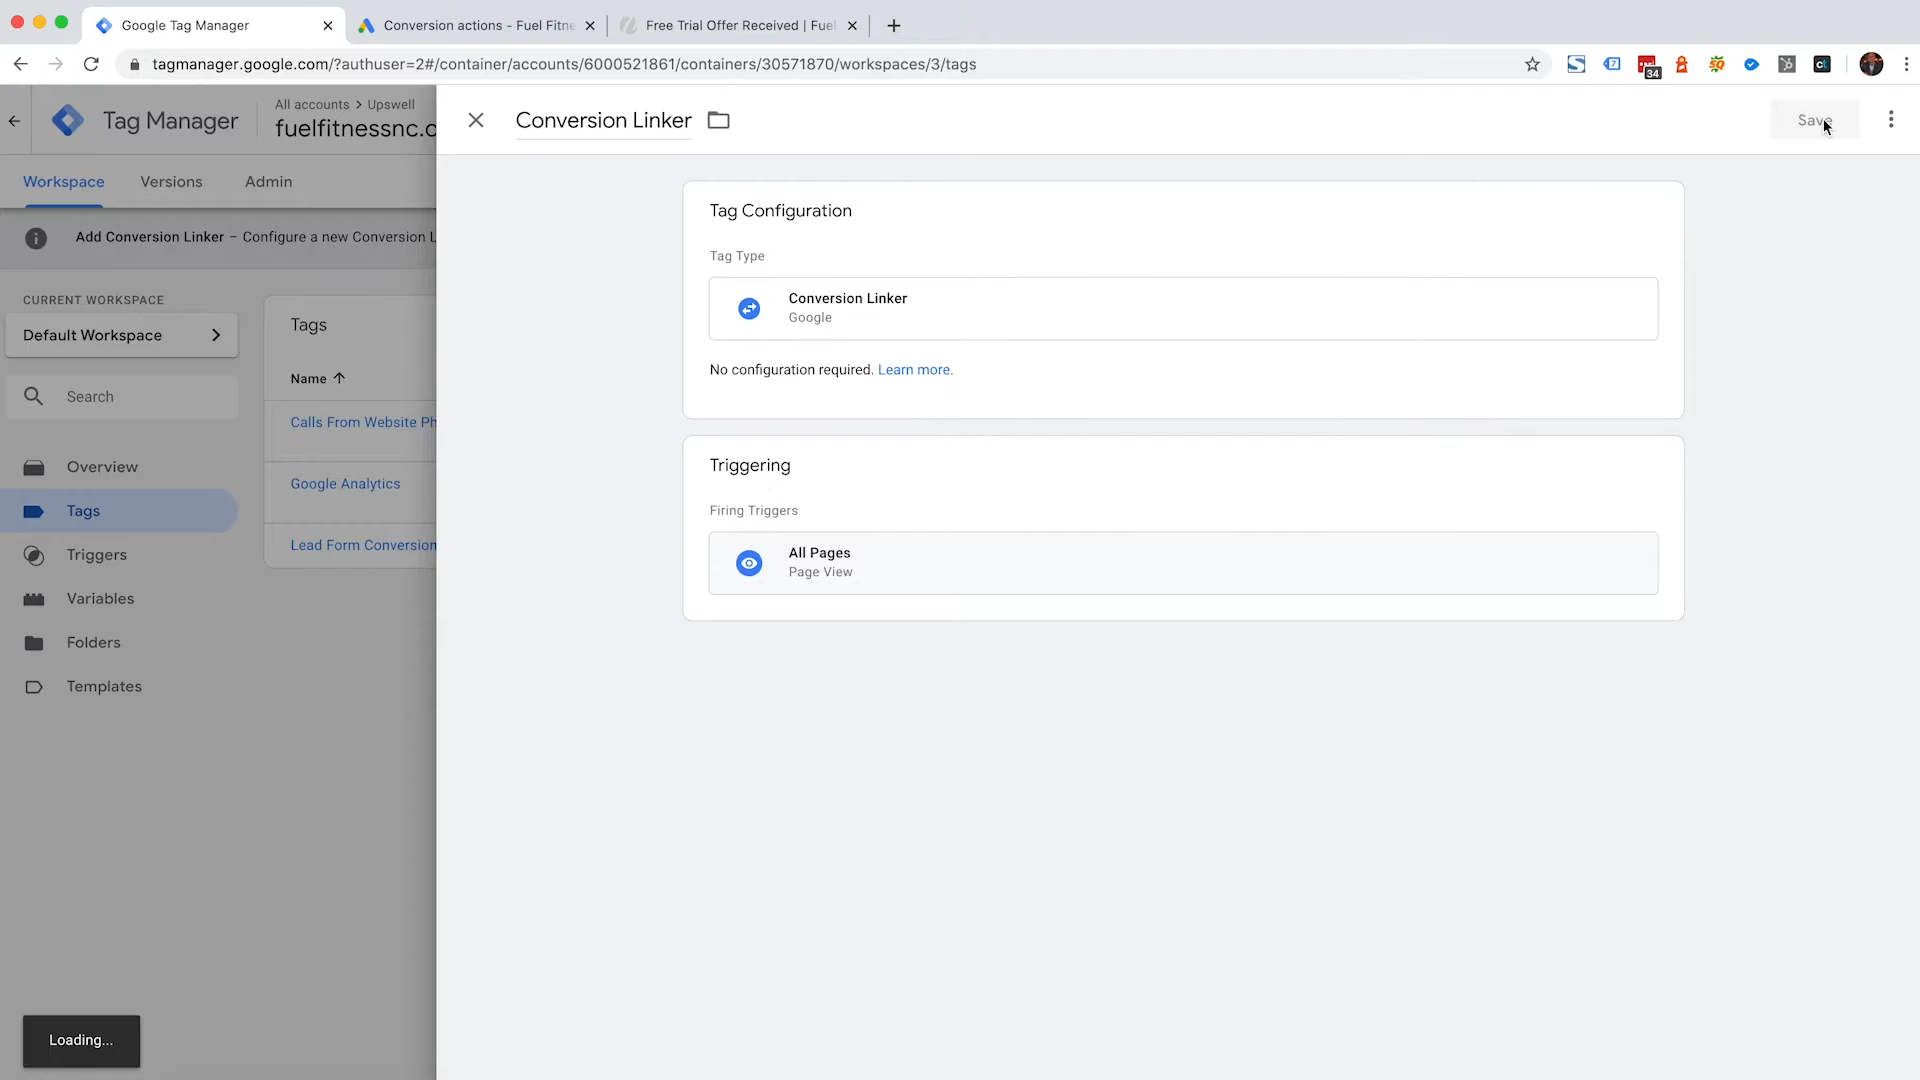 Google Tag Manager
Conversion actions - Fuel Fitne
Free Trial Offer Received | Fuel
tagmanager.google.com/?authuser=2#/container/accounts/6000521861/containers/30571870/workspaces/3/tags
34
Tag Manager
All accounts > Upswell
fuelfitnessnc.c
Conversion Linker
Save
Workspace
Versions
Admin
Add Conversion Linker – Configure a new Conversion L
CURRENT WORKSPACE
Default Workspace
Search
Overview
Tags
Triggers
Variables
Folders
Templates
Tags
Name
Calls From Website Ph
Google Analytics
Lead Form Conversion
Tag Configuration
Tag Type
Conversion Linker
Google
No configuration required. Learn more.
Triggering
Firing Triggers
All Pages
Page View
Loading...